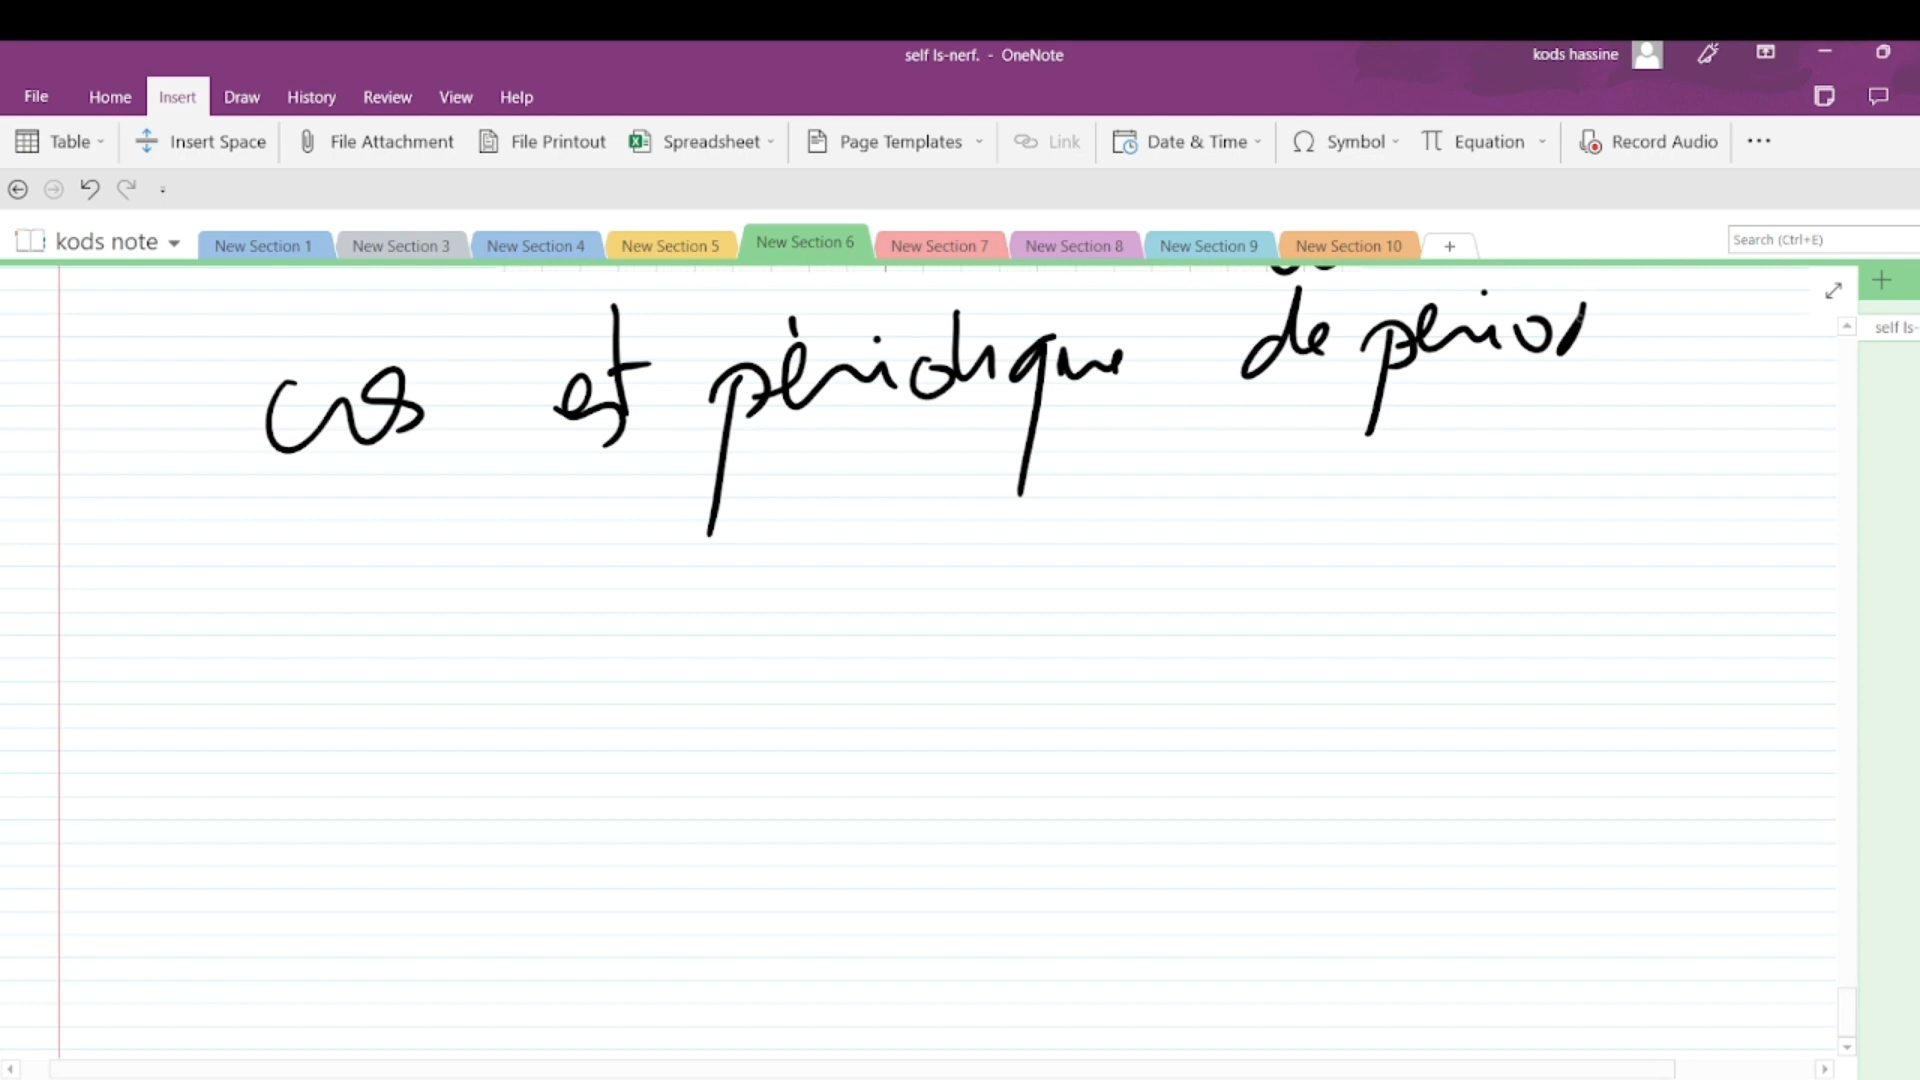 self ls-nerf. - OneNote
kods hassine
File Home Insert Draw History Review View Help
Table Insert Space File Attachment File Printout Spreadsheet Page Templates Link Date & Time Symbol Equation Record Audio
kods note New Section 1 New Section 3 New Section 4 New Section 5 New Section 6 New Section 7 New Section 8 New Section 9 New Section 10 + Search (Ctrl+E)
self ls-
cos est périodique de period